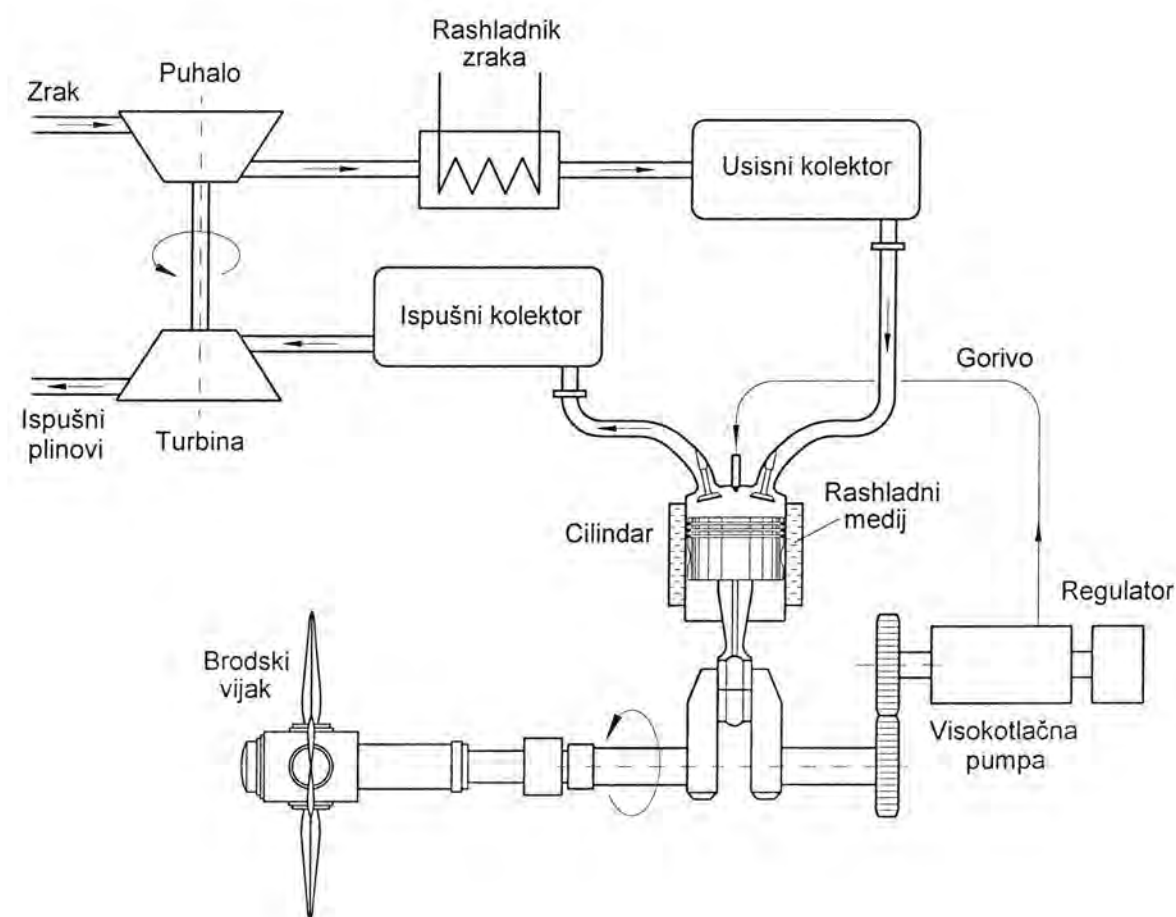 Rashladnik
zraka
Puhalo
Zrak
Usisni kolektor
Ispušni kolektor
Gorivo
Ispušni
plinovi
Turbina
Rashladni
medij
Cilindar
Regulator
Brodski
vijak
Visokotlačna
pumpa